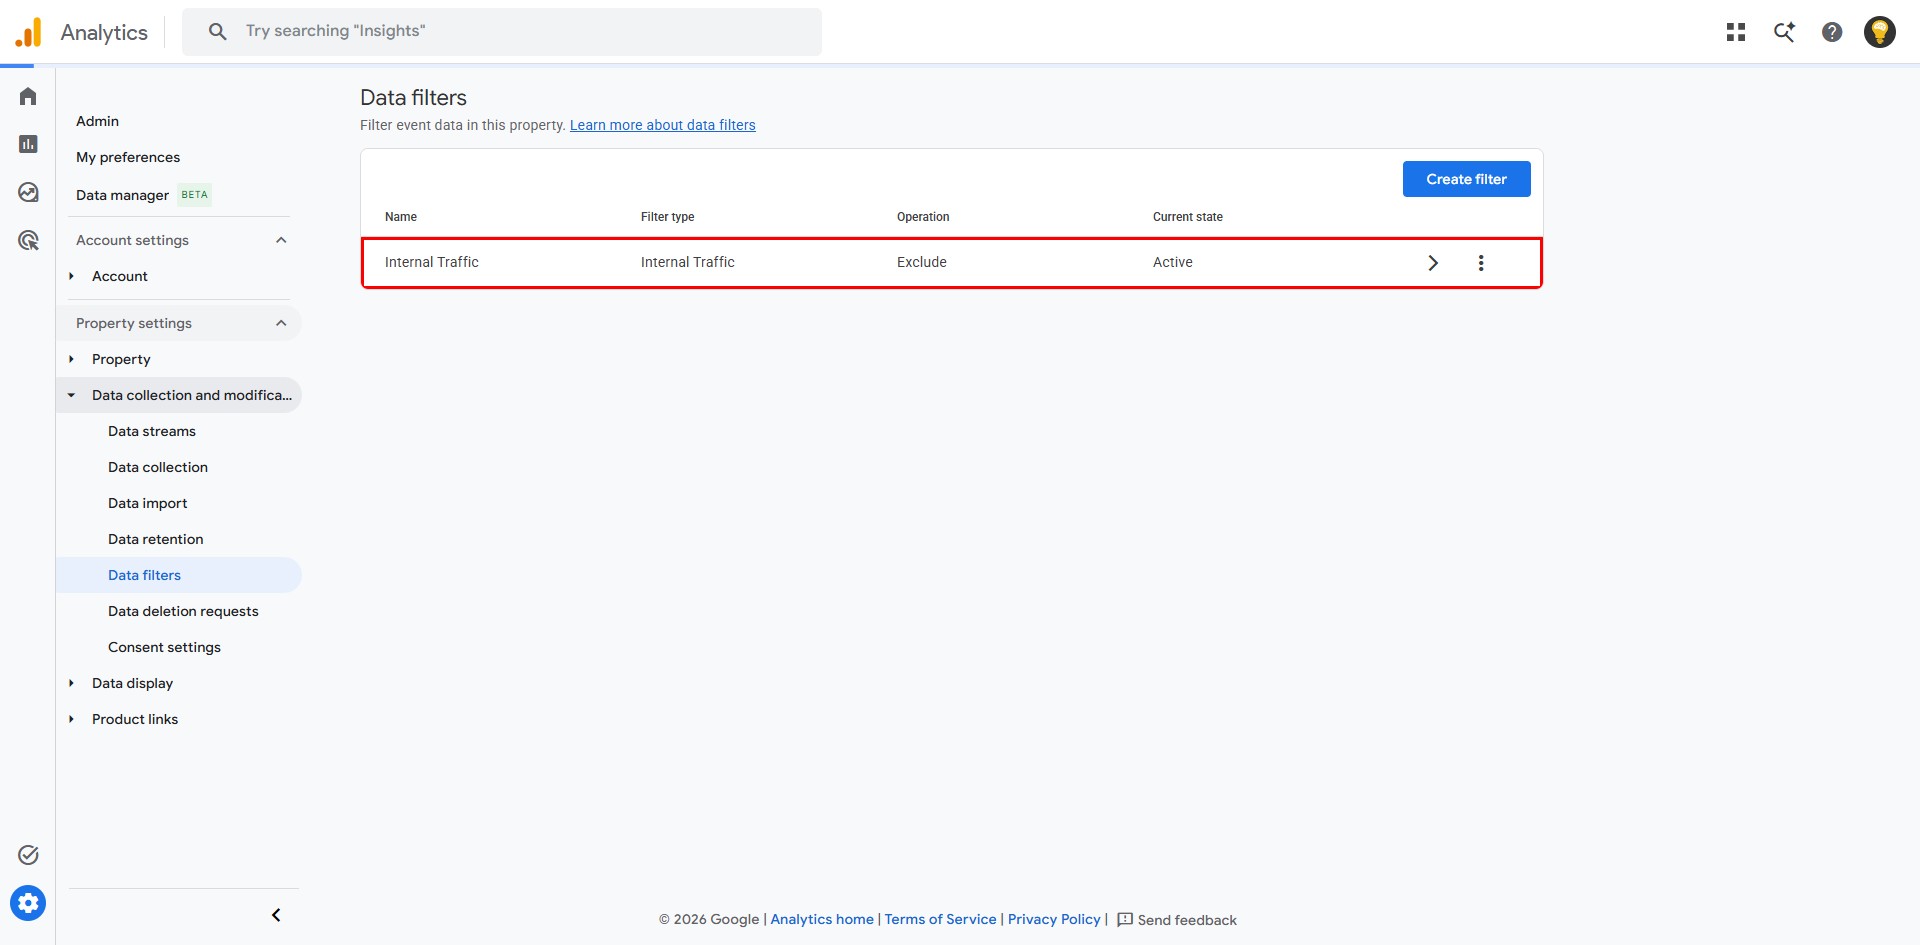 Analytics
Try searching "Insights"
Admin
My preferences
Data manager BETA
Account settings
Account
Property settings
Property
Data collection and modifica...
Data streams
Data collection
Data import
Data retention
Data filters
Data deletion requests
Consent settings
Data display
Product links
Data filters
Filter event data in this property. Learn more about data filters
Create filter
Name Filter type Operation Current state
Internal Traffic Internal Traffic Exclude Active
© 2026 Google | Analytics home | Terms of Service | Privacy Policy | Send feedback